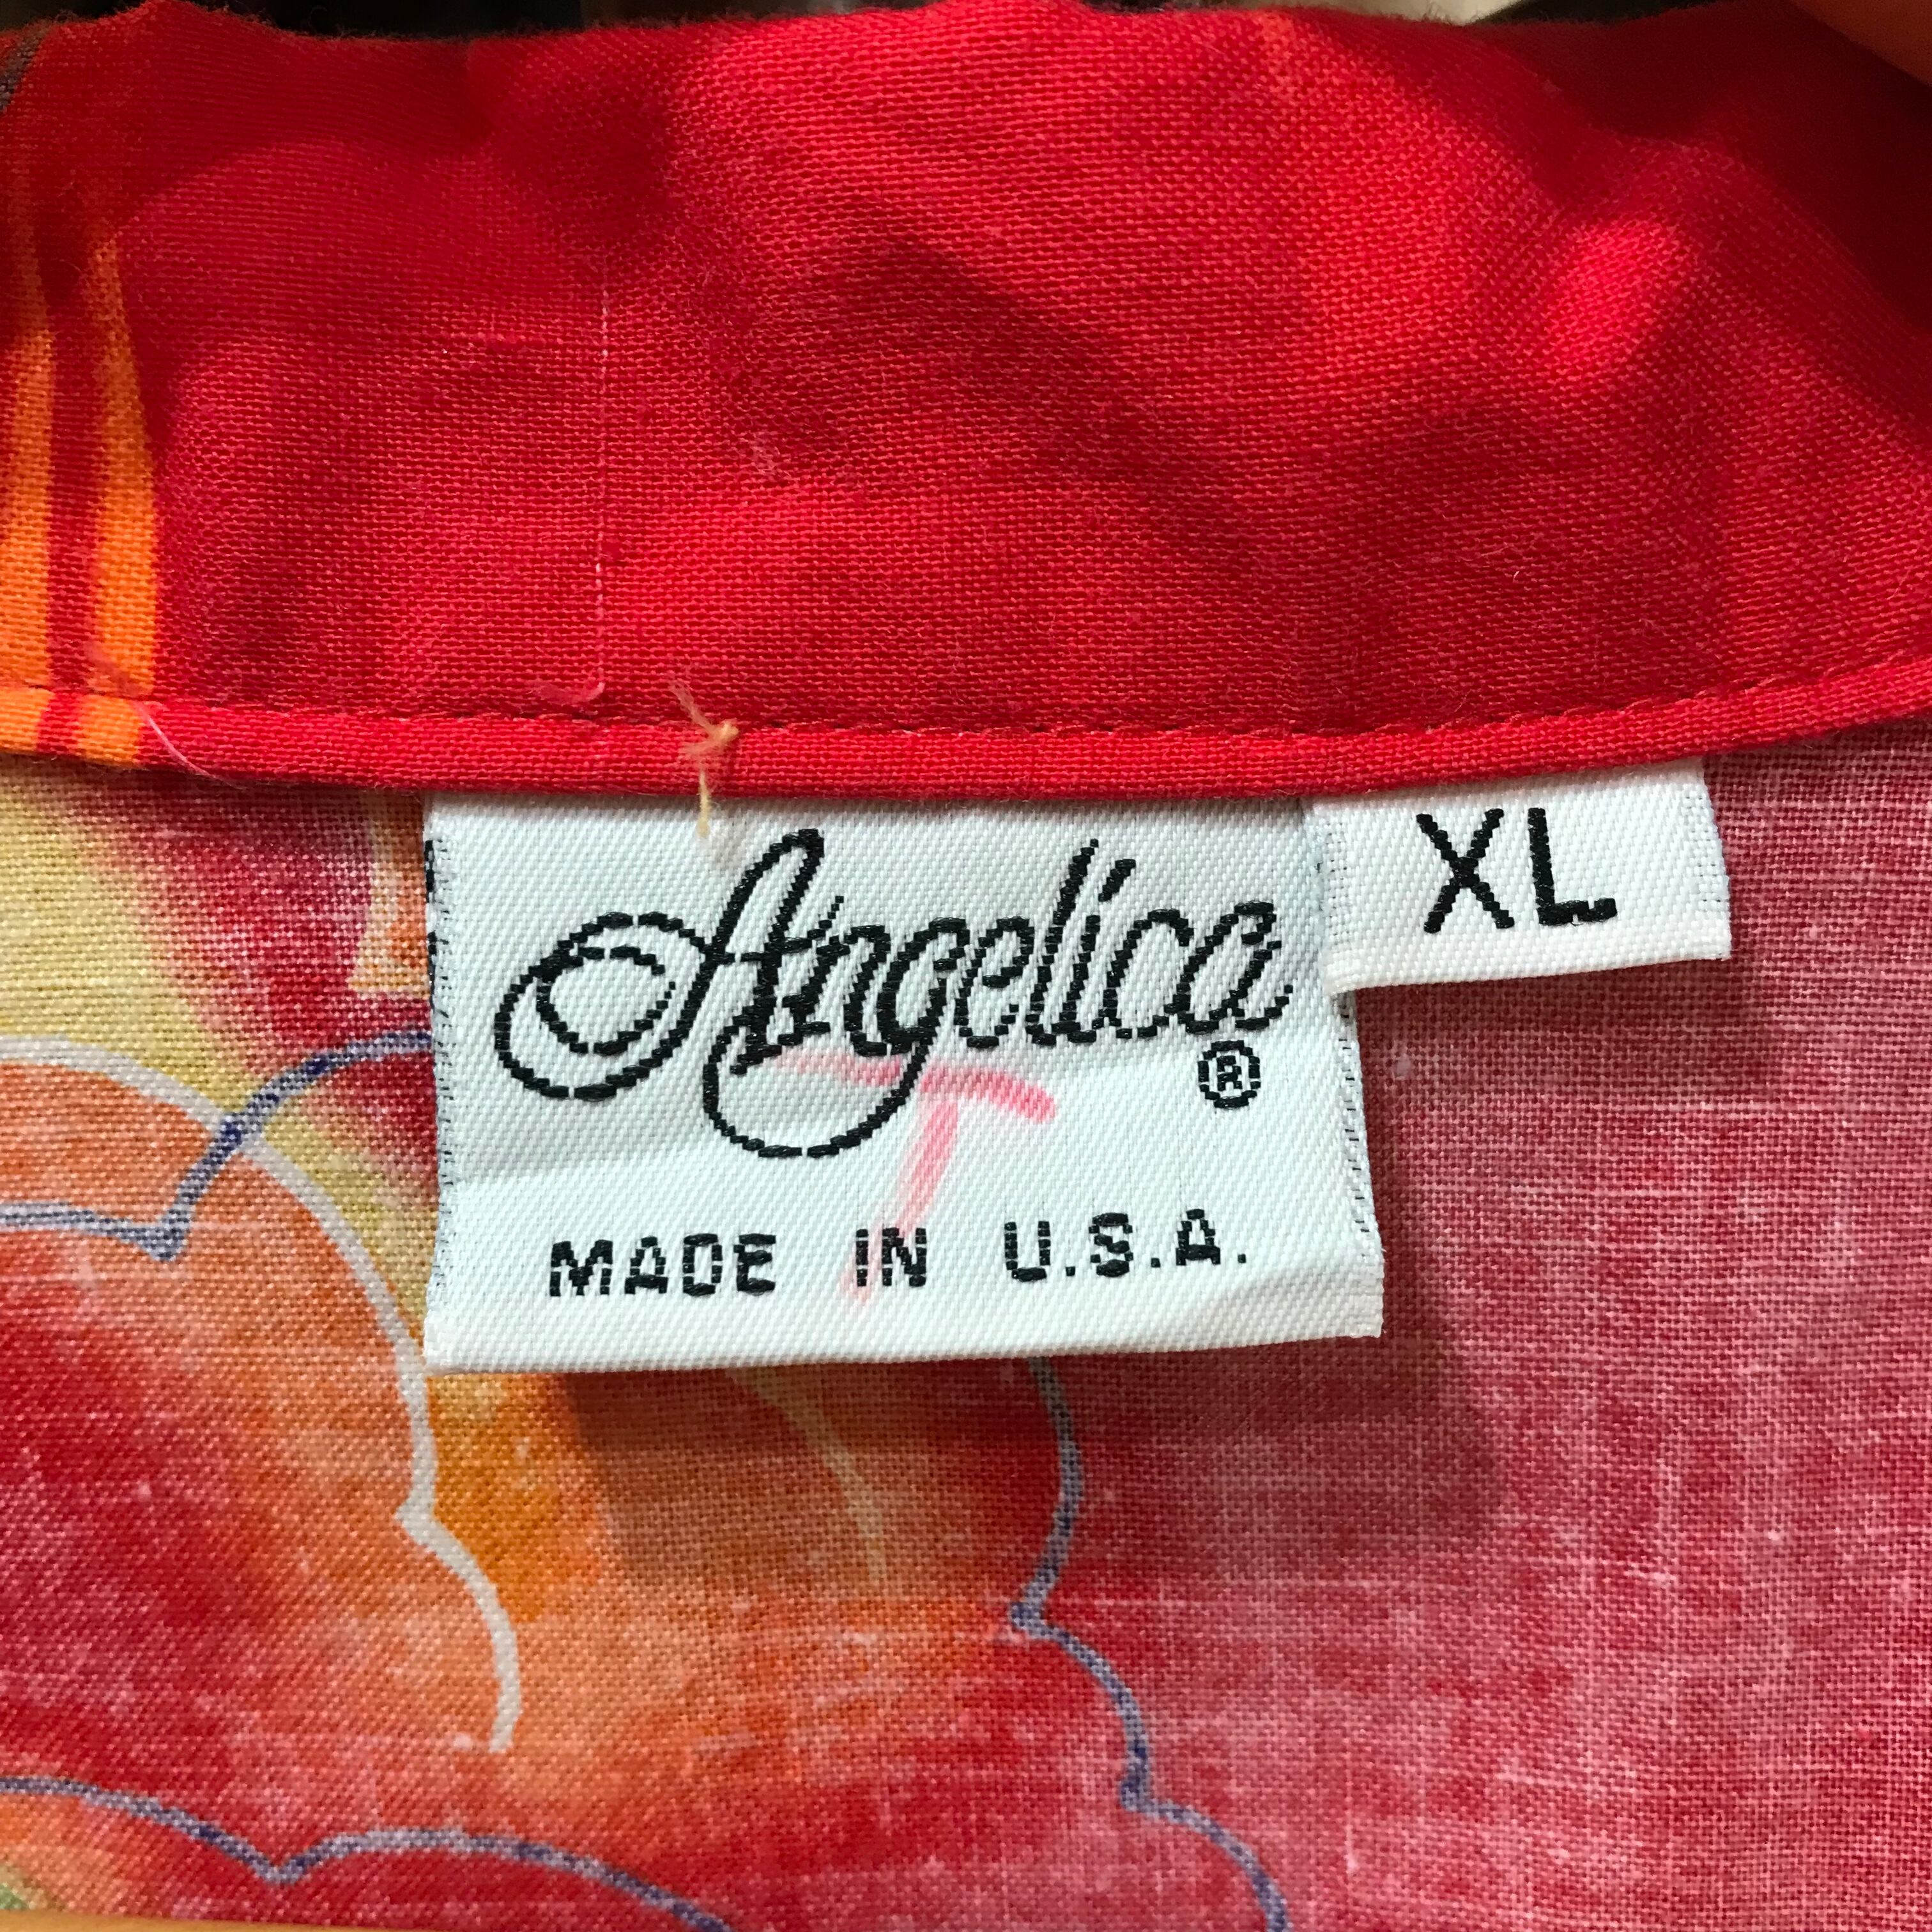 Angelica®
XL
T
MADE IN U.S.A.